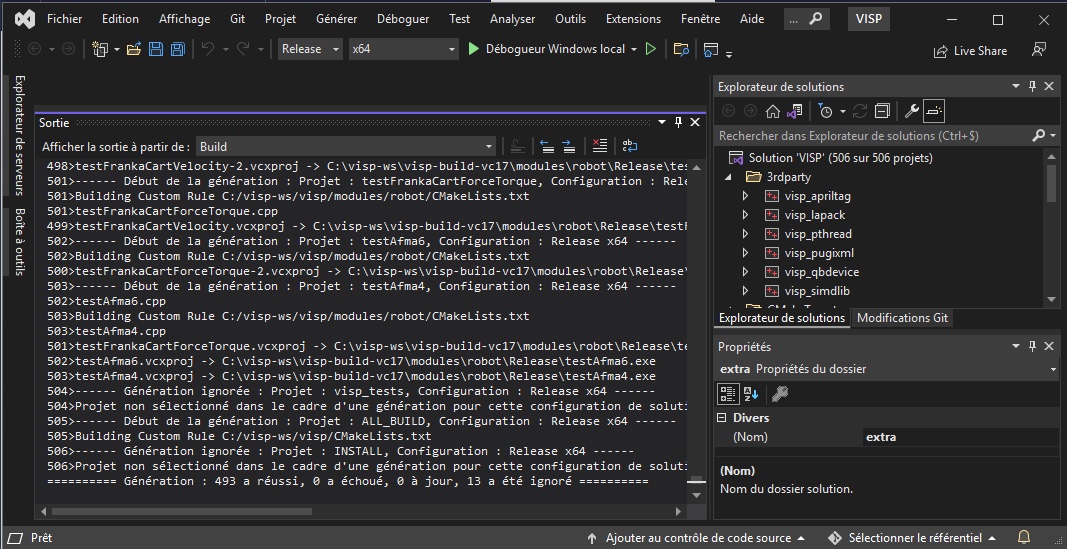 Fichier Edition Affichage Git Projet Générer Déboguer Test Analyser Outils Extensions Fenêtre Aide ... VISP
Release x64 Débogueur Windows local Live Share
Explorateur de serveurs
Boîte à outils
Sortie
Afficher la sortie à partir de : Build
498>testFrankaCartVelocity-2.vcxproj -> C:\visp-ws\visp-build-vc17\modules\robot\Release\tes
501>------ Début de la génération : Projet : testFrankaCartForceTorque, Configuration : Rele
501>Building Custom Rule C:/visp-ws/visp/modules/robot/CMakeLists.txt
501>testFrankaCartForceTorque.cpp
499>testFrankaCartVelocity.vcxproj -> C:\visp-ws\visp-build-vc17\modules\robot\Release\testF
502>------ Début de la génération : Projet : testAfma6, Configuration : Release x64 ------
502>Building Custom Rule C:/visp-ws/visp/modules/robot/CMakeLists.txt
500>testFrankaCartForceTorque-2.vcxproj -> C:\visp-ws\visp-build-vc17\modules\robot\Release\
503>------ Début de la génération : Projet : testAfma4, Configuration : Release x64 ------
502>testAfma6.cpp
503>Building Custom Rule C:/visp-ws/visp/modules/robot/CMakeLists.txt
503>testAfma4.cpp
501>testFrankaCartForceTorque.vcxproj -> C:\visp-ws\visp-build-vc17\modules\robot\Release\te
502>testAfma6.vcxproj -> C:\visp-ws\visp-build-vc17\modules\robot\Release\testAfma6.exe
503>testAfma4.vcxproj -> C:\visp-ws\visp-build-vc17\modules\robot\Release\testAfma4.exe
504>------ Génération ignorée : Projet : visp_tests, Configuration : Release x64 ------
504>Projet non sélectionné dans le cadre d'une génération pour cette configuration de soluti
505>------ Début de la génération : Projet : ALL_BUILD, Configuration : Release x64 ------
505>Building Custom Rule C:/visp-ws/visp/CMakeLists.txt
506>------ Génération ignorée : Projet : INSTALL, Configuration : Release x64 ------
506>Projet non sélectionné dans le cadre d'une génération pour cette configuration de soluti
========== Génération : 493 a réussi, 0 a échoué, 0 à jour, 13 a été ignoré ==========
Explorateur de solutions
Rechercher dans Explorateur de solutions (Ctrl+$)
Solution 'VISP' (506 sur 506 projets)
3rdparty
visp_apriltag
visp_lapack
visp_pthread
visp_pugixml
visp_qbdevice
visp_simdlib
Explorateur de solutions Modifications Git
Propriétés
extra Propriétés du dossier
Divers
(Nom) extra
(Nom)
Nom du dossier solution.
Prêt Ajouter au contrôle de code source Sélectionner le référentiel